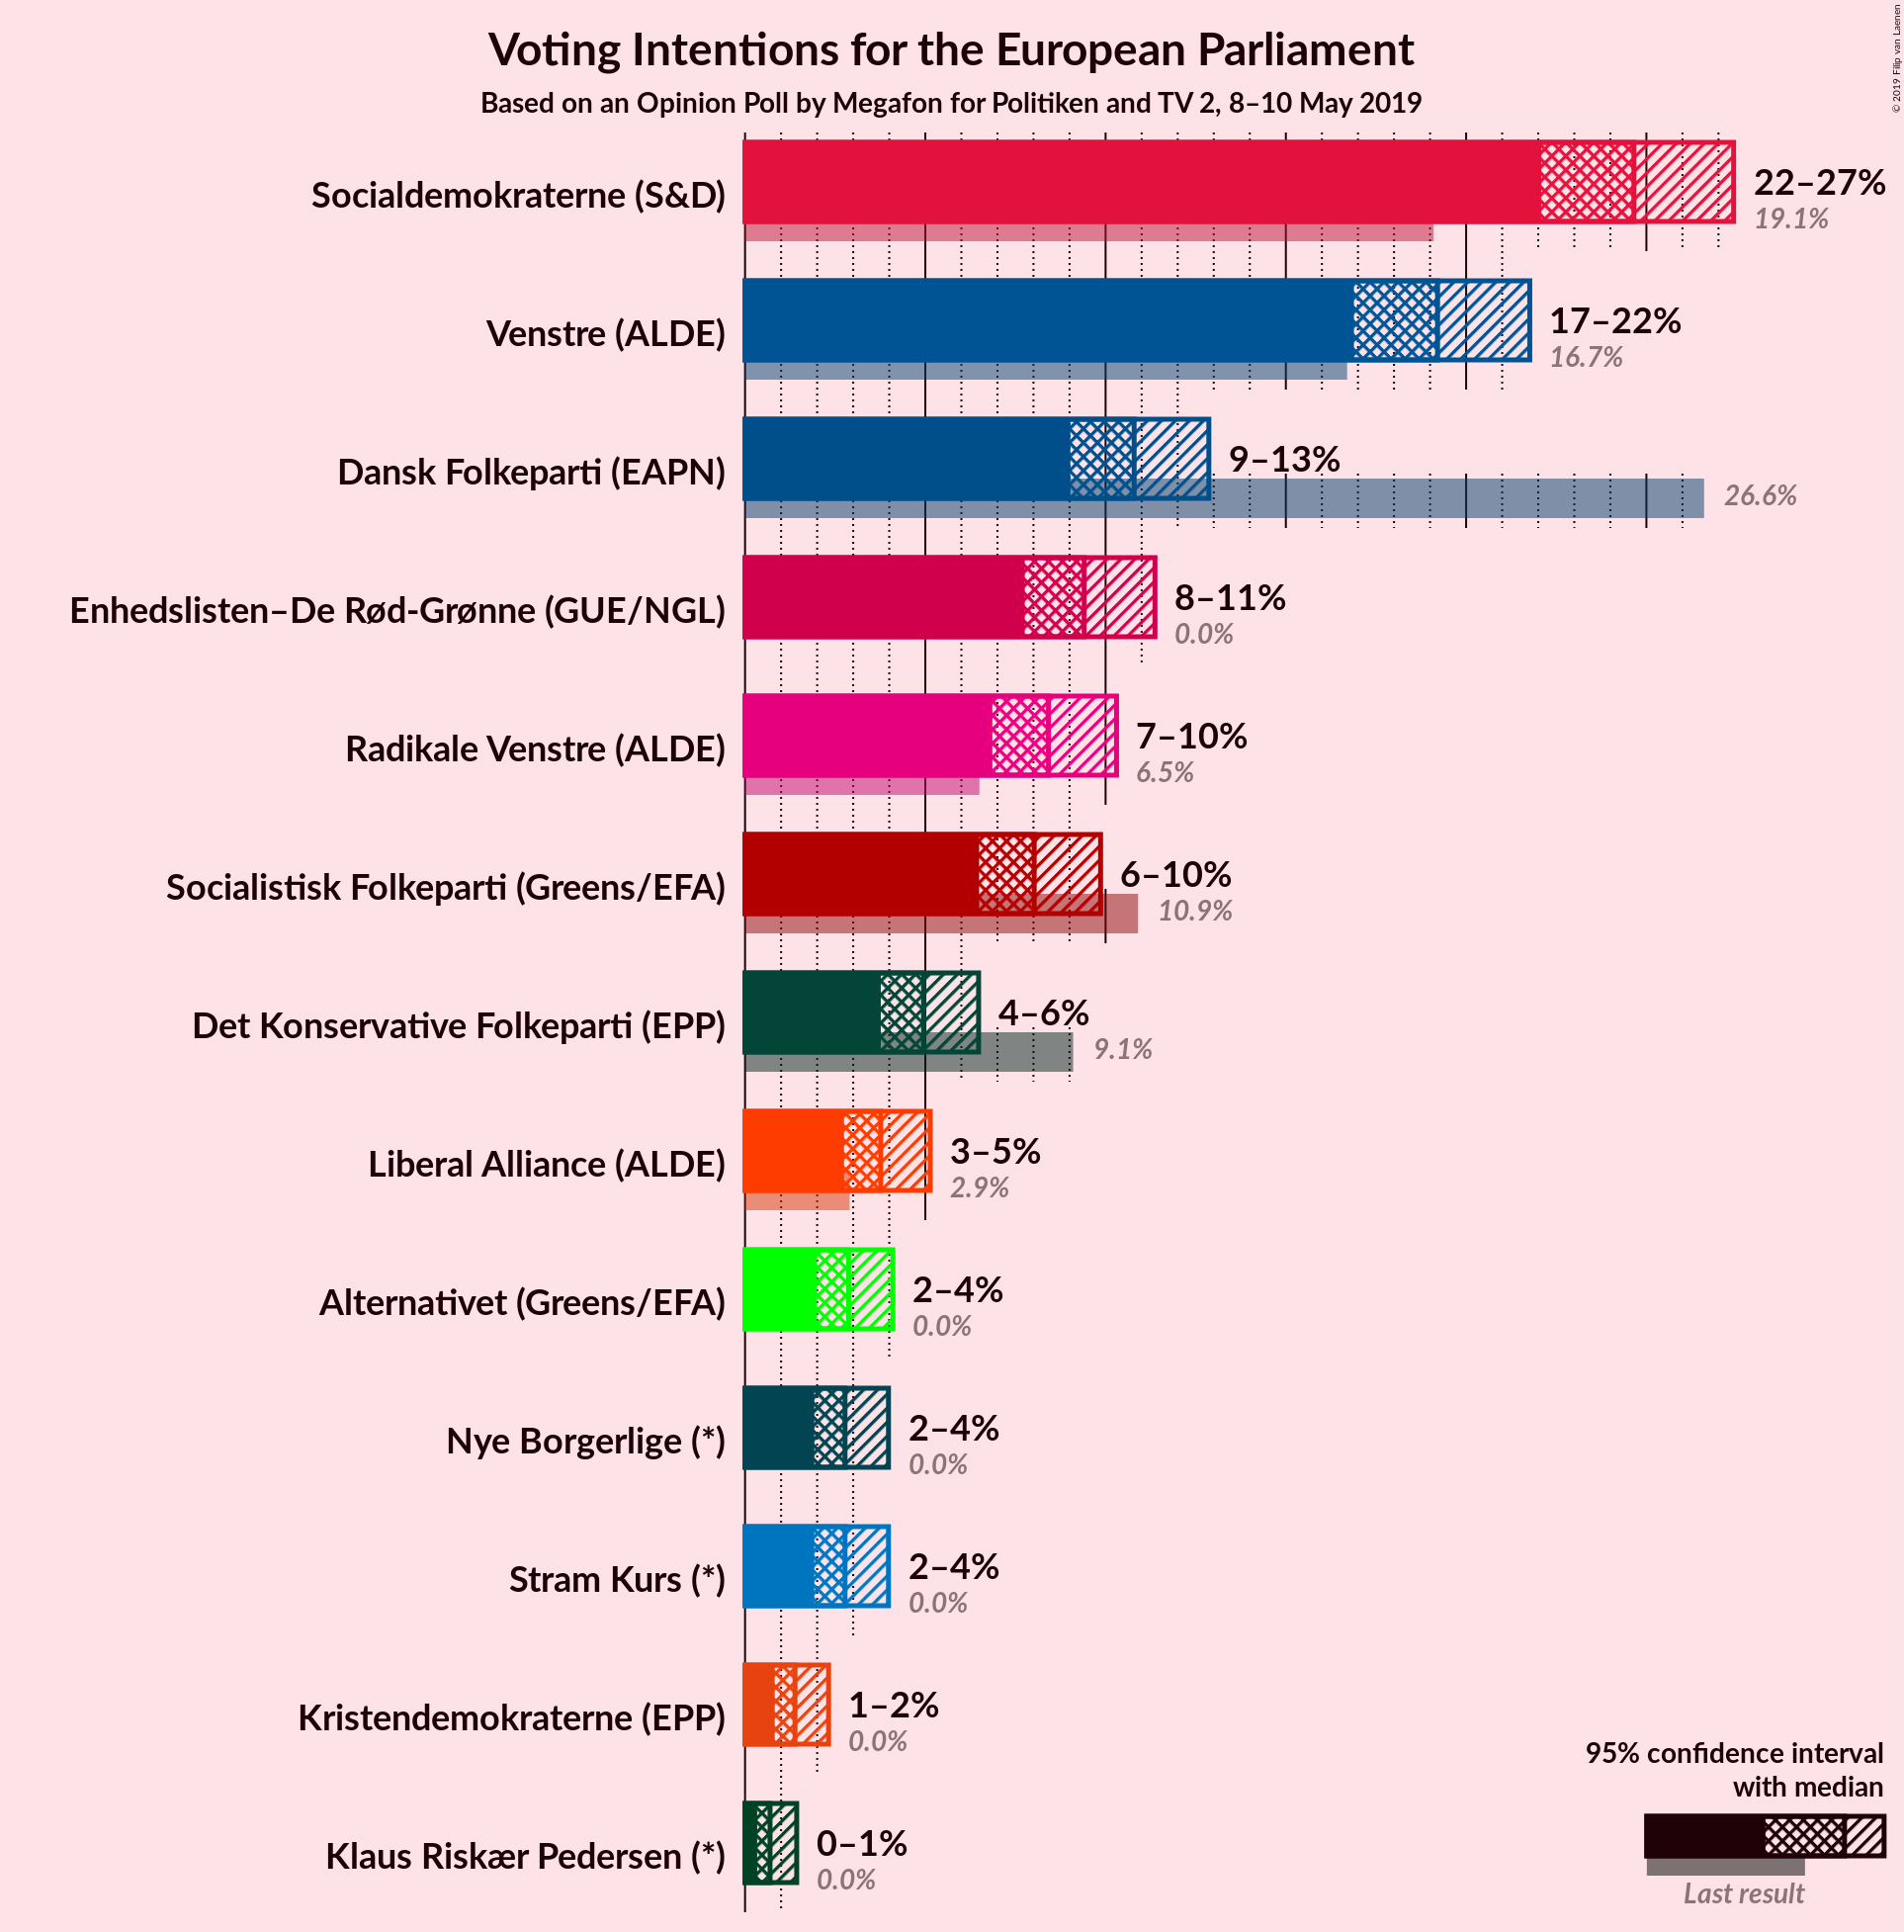 Voting Intentions for the European Parliament
Based on an Opinion Poll by Megafon for Politiken and TV 2, 8–10 May 2019
© 2019 Filip van Laenen
Socialdemokraterne (S&D)
22–27%
19.1%
Venstre (ALDE)
17–22%
16.7%
Dansk Folkeparti (EAPN)
9–13%
26.6%
Enhedslisten–De Rød-Grønne (GUE/NGL)
8–11%
0.0%
Radikale Venstre (ALDE)
7–10%
6.5%
Socialistisk Folkeparti (Greens/EFA)
6–10%
10.9%
Det Konservative Folkeparti (EPP)
4–6%
9.1%
Liberal Alliance (ALDE)
3–5%
2.9%
Alternativet (Greens/EFA)
2–4%
0.0%
Nye Borgerlige (*)
2–4%
0.0%
Stram Kurs (*)
2–4%
0.0%
Kristendemokraterne (EPP)
1–2%
0.0%
Klaus Riskær Pedersen (*)
0–1%
0.0%
95% confidence interval
with median
Last result